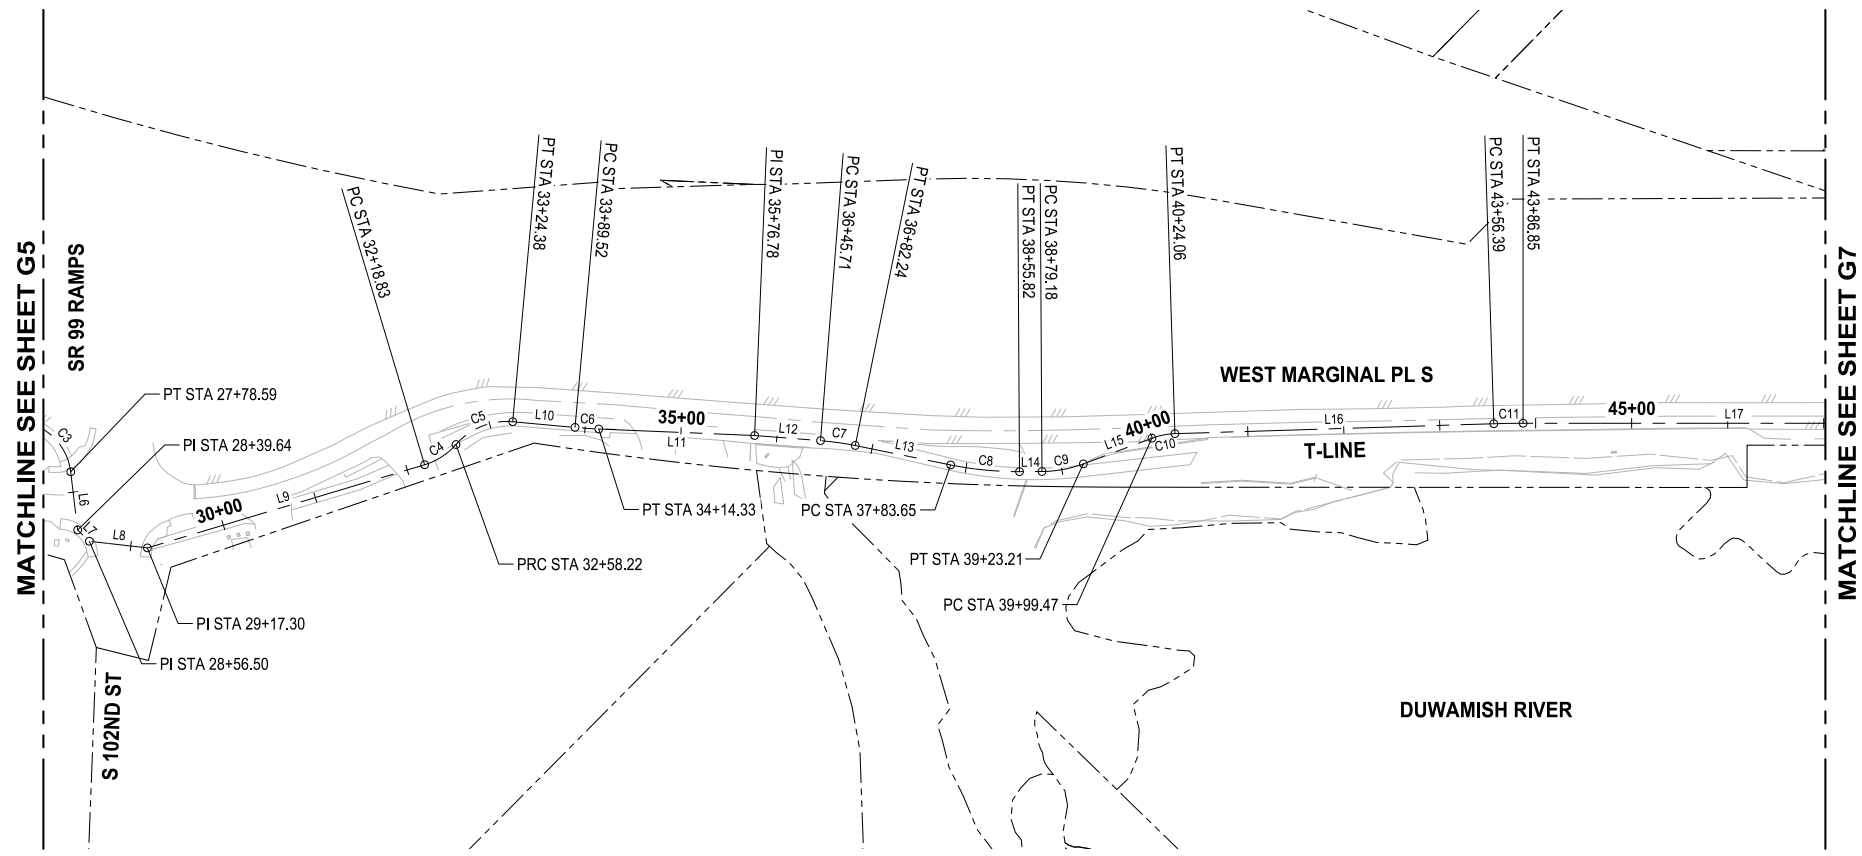 MATCHLINE SEE SHEET G5
SR 99 RAMPS
PC STA 32+18.83
PT STA 33+24.38
PC STA 33+89.52
PI STA 35+76.78
PC STA 36+45.71
PT STA 36+82.24
PT STA 38+55.82
PC STA 38+79.18
PT STA 40+24.06
PC STA 43+56.39
PT STA 43+86.85
MATCHLINE SEE SHEET G7
WEST MARGINAL PL S
PT STA 27+78.59
PI STA 28+39.64
C3
L6
L7
L8
30+00
L9
C4
C5
L10
C6
35+00
L11
L12
C7
L13
C8
L14
C9
L15
40+00
C10
L16
T-LINE
C11
45+00
L17
PT STA 34+14.33
PC STA 37+83.65
PRC STA 32+58.22
PT STA 39+23.21
PC STA 39+99.47
PI STA 29+17.30
PI STA 28+56.50
S 102ND ST
DUWAMISH RIVER